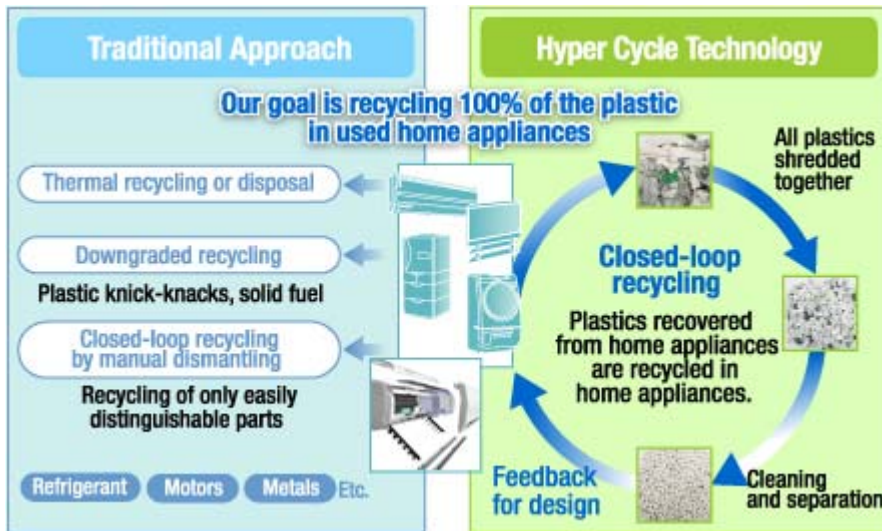 Traditional Approach
Hyper Cycle Technology
Our goal is recycling 100% of the plastic
in used home appliances
Thermal recycling or disposal
Downgraded recycling
Plastic knick-knacks, solid fuel
Closed-loop recycling
by manual dismantling
Recycling of only easily
distinguishable parts
Refrigerant
Motors
Metals
Etc.
All plastics
shredded
together
Closed-loop
recycling
Plastics recovered
from home appliances
are recycled in
home appliances.
Cleaning
and separation
Feedback
for design